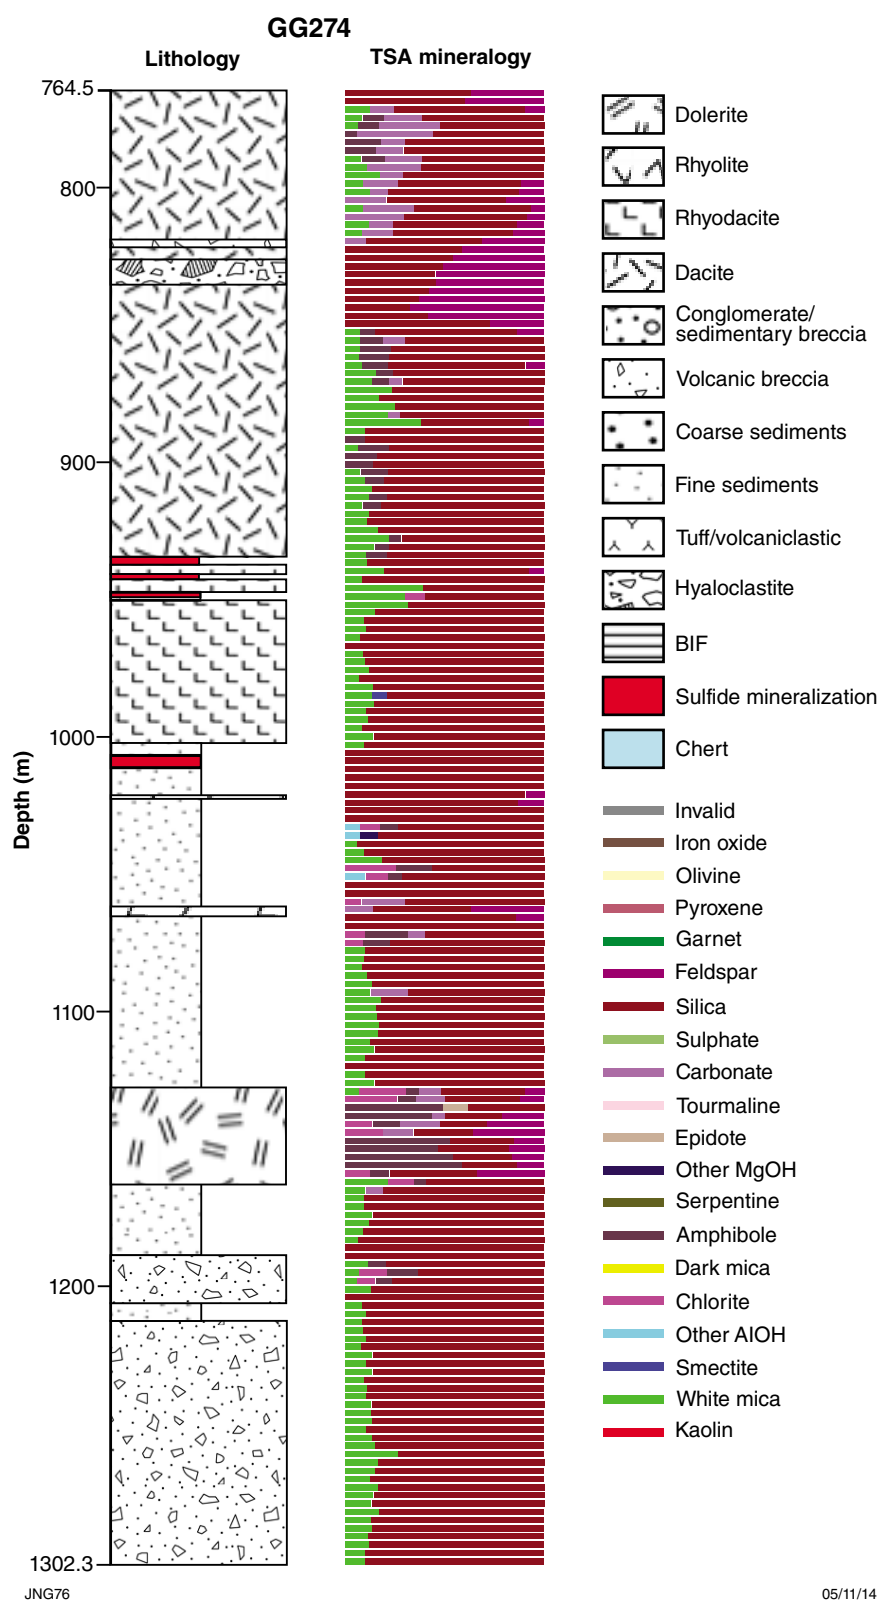 GG274
Lithology
TSA mineralogy
764.5
800
900
1000
1100
1200
1302.3
Depth (m)
Dolerite
Rhyolite
Rhyodacite
Dacite
Conglomerate/
sedimentary breccia
Volcanic breccia
Coarse sediments
Fine sediments
Tuff/volcaniclastic
Hyaloclastite
BIF
Sulfide mineralization
Chert
Invalid
Iron oxide
Olivine
Pyroxene
Garnet
Feldspar
Silica
Sulphate
Carbonate
Tourmaline
Epidote
Other MgOH
Serpentine
Amphibole
Dark mica
Chlorite
Other AlOH
Smectite
White mica
Kaolin
JNG76
05/11/14